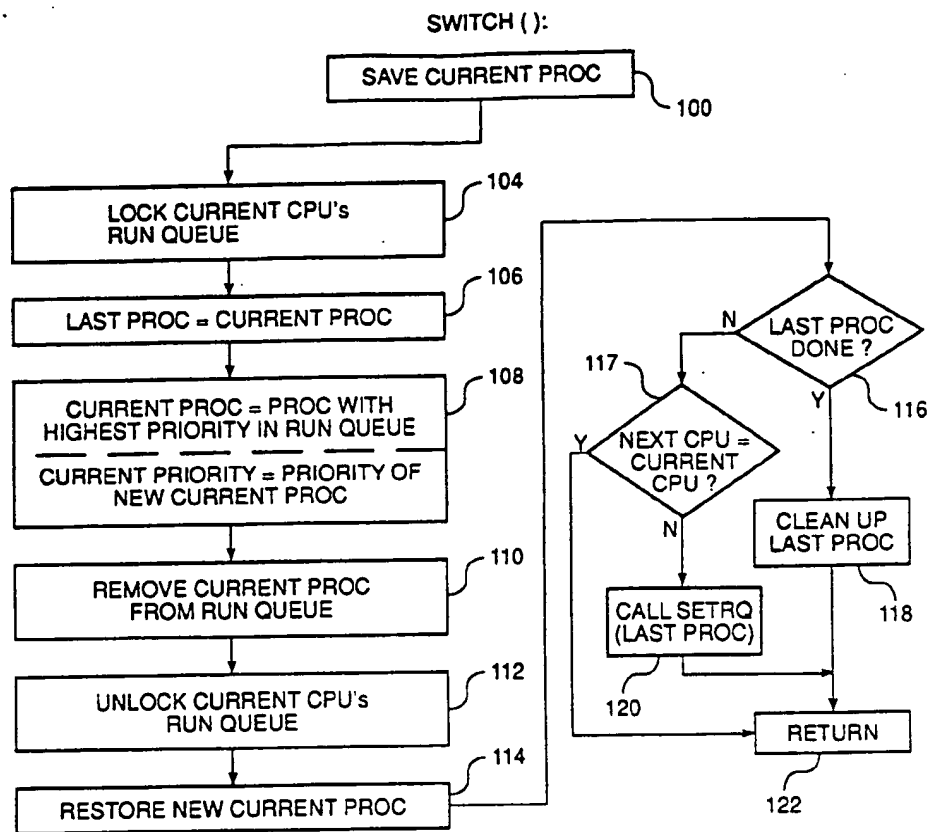 SWITCH ( ):
SAVE CURRENT PROC
100
104
LOCK CURRENT CPU's
RUN QUEUE
106
LAST PROC = CURRENT PROC
108
CURRENT PROC = PROC WITH
HIGHEST PRIORITY IN RUN QUEUE
CURRENT PRIORITY = PRIORITY OF
NEW CURRENT PROC
110
REMOVE CURRENT PROC
FROM RUN QUEUE
112
UNLOCK CURRENT CPU's
RUN QUEUE
114
RESTORE NEW CURRENT PROC
LAST PROC
DONE ?
N
Y
116
117
NEXT CPU =
CURRENT
CPU ?
Y
N
CLEAN UP
LAST PROC
118
CALL SETRQ
(LAST PROC)
120
RETURN
122